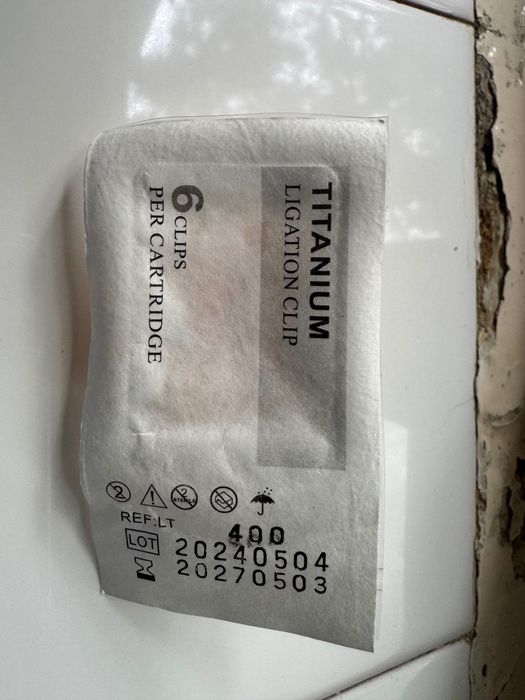 TITANIUM
LIGATION CLIP
6 CLIPS
PER CARTRIDGE
REF:LT 400
LOT 20240504
20270503